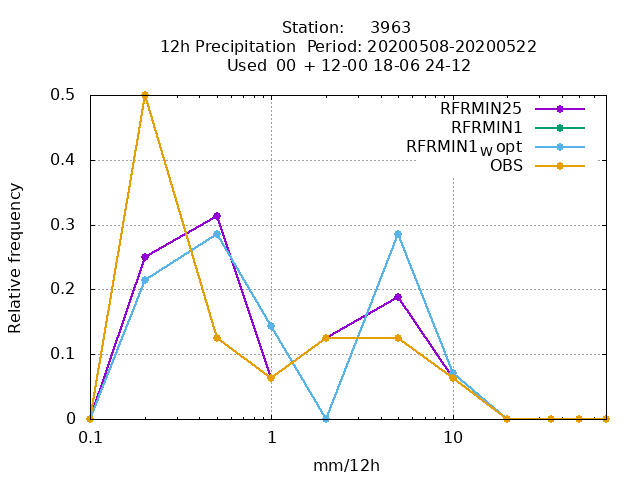 Station:     3963
12h Precipitation  Period: 20200508-20200522
Used  00 + 12-00 18-06 24-12
RFRMIN25
RFRMIN1
RFRMIN1W opt
OBS
0.5
0.4
0.3
0.2
0.1
0
Relative frequency
0.1 1 10
mm/12h